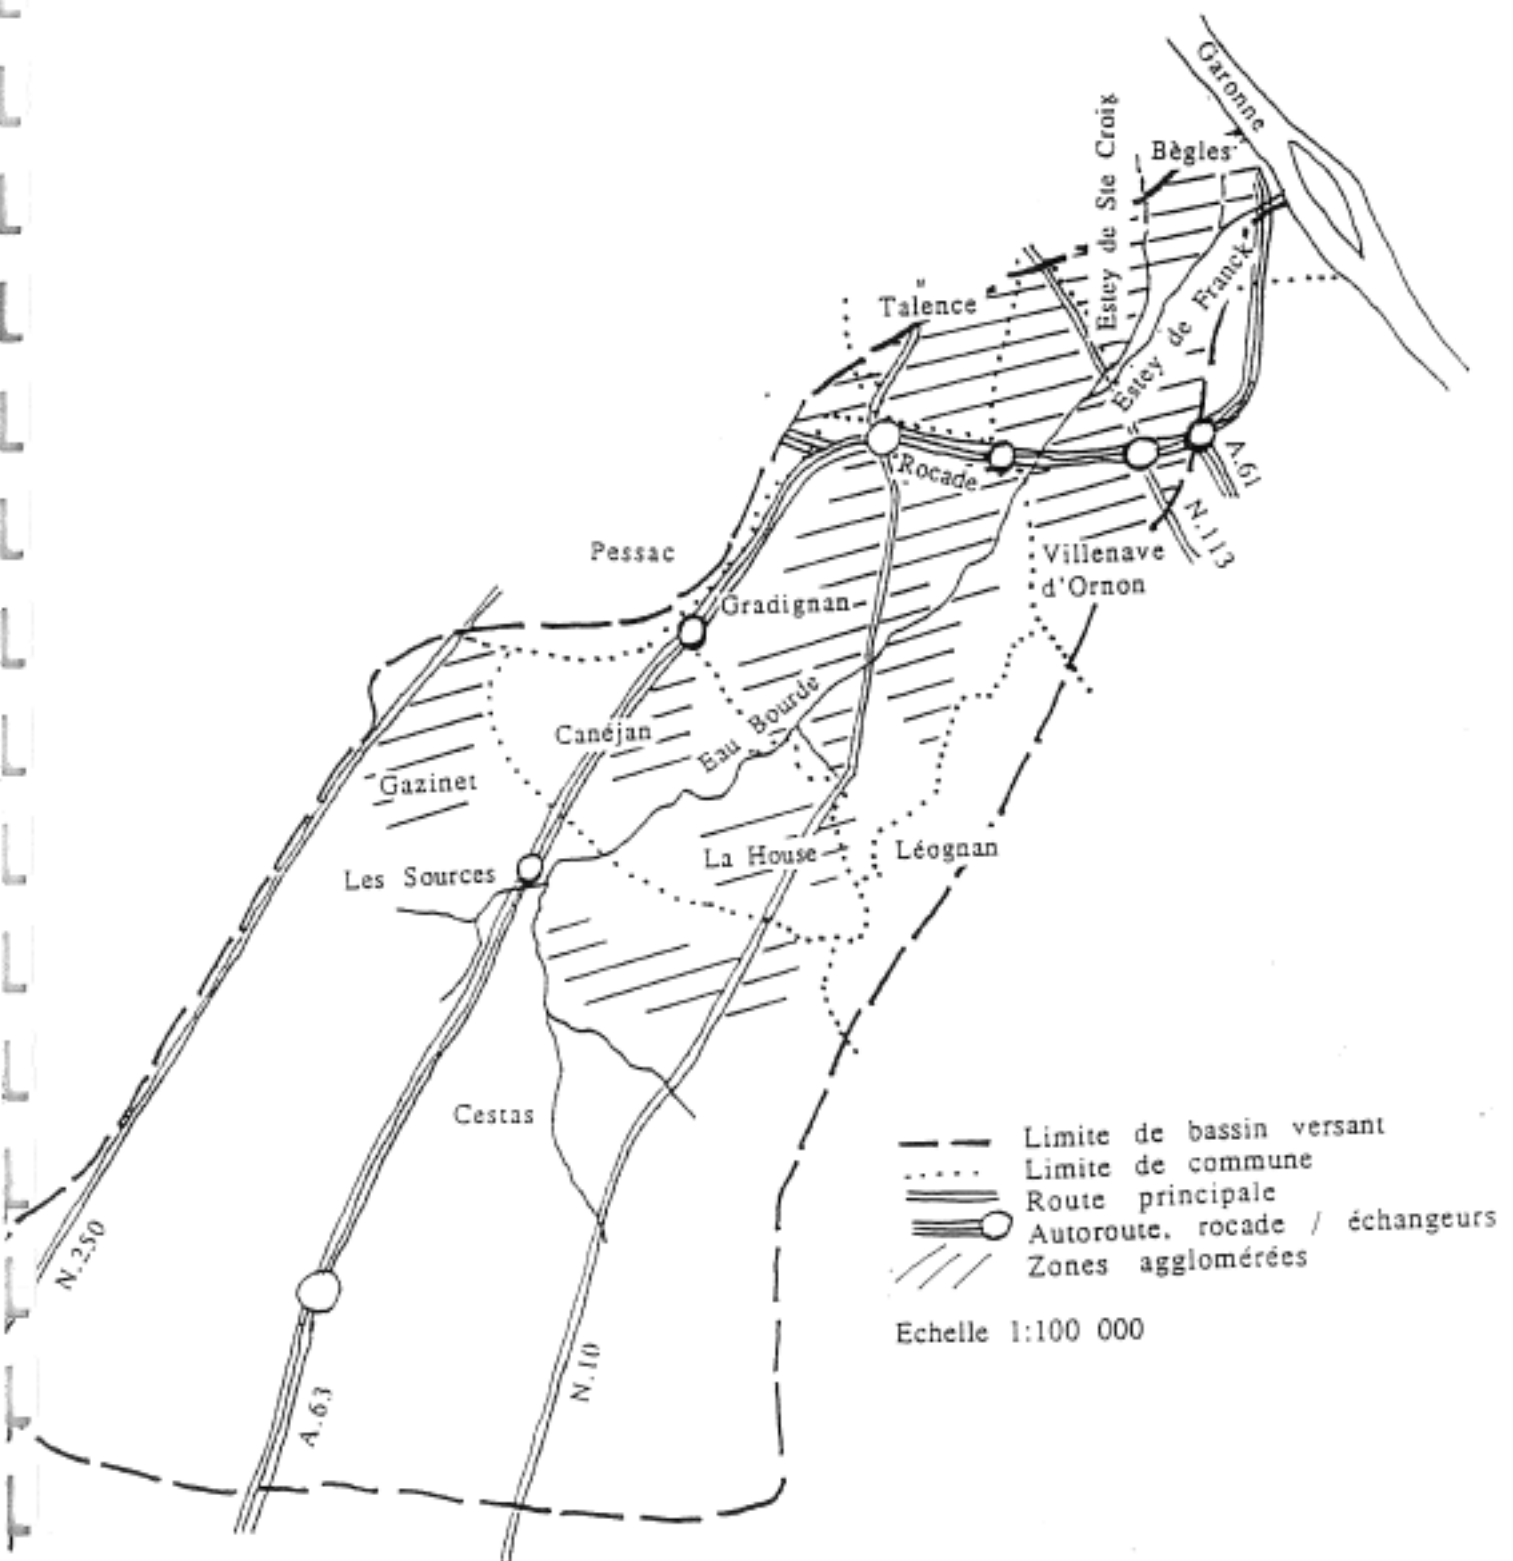 Garonne
Bègles
Estey de Ste Croix
Talence
Estey de Franck
Rocade
A.61
N.113
Pessac
Villenave
d'Ornon
Gradignan
Canéjan
Eau Bourde
Gazinet
La House
Léognan
Les Sources
Cestas
Limite de bassin versant
Limite de commune
Route principale
Autoroute, rocade / échangeurs
Zones agglomérées
Echelle 1:100 000
N.250
N.10
A.63